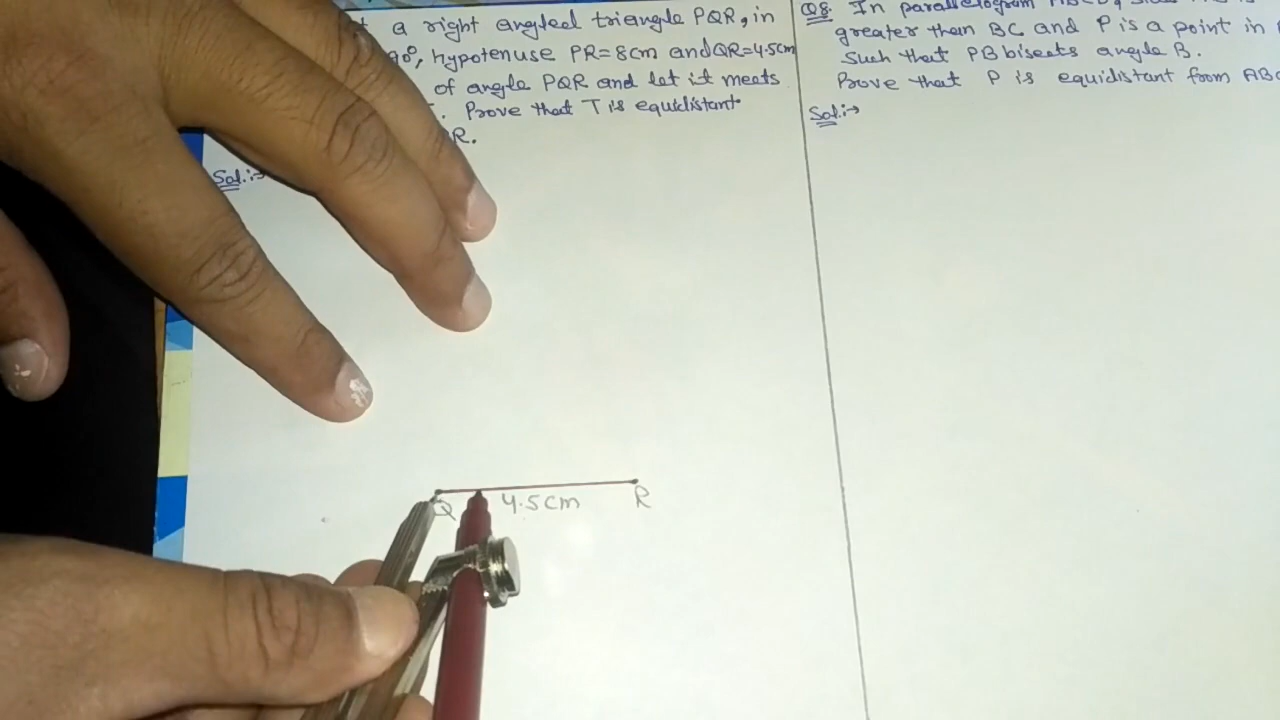 a right angled triangle PQR, in
90°, hypotenuse PR=8cm and QR=4.5cm
of angle PQR and let it meets
. Prove that T is equidistant
R.
Sol:→
Q 4.5cm R
Q8. In parallelogram
greater than BC and P is a point in
Such that PB bisects angle B.
Prove that P is equidistant from AB
Sol:→